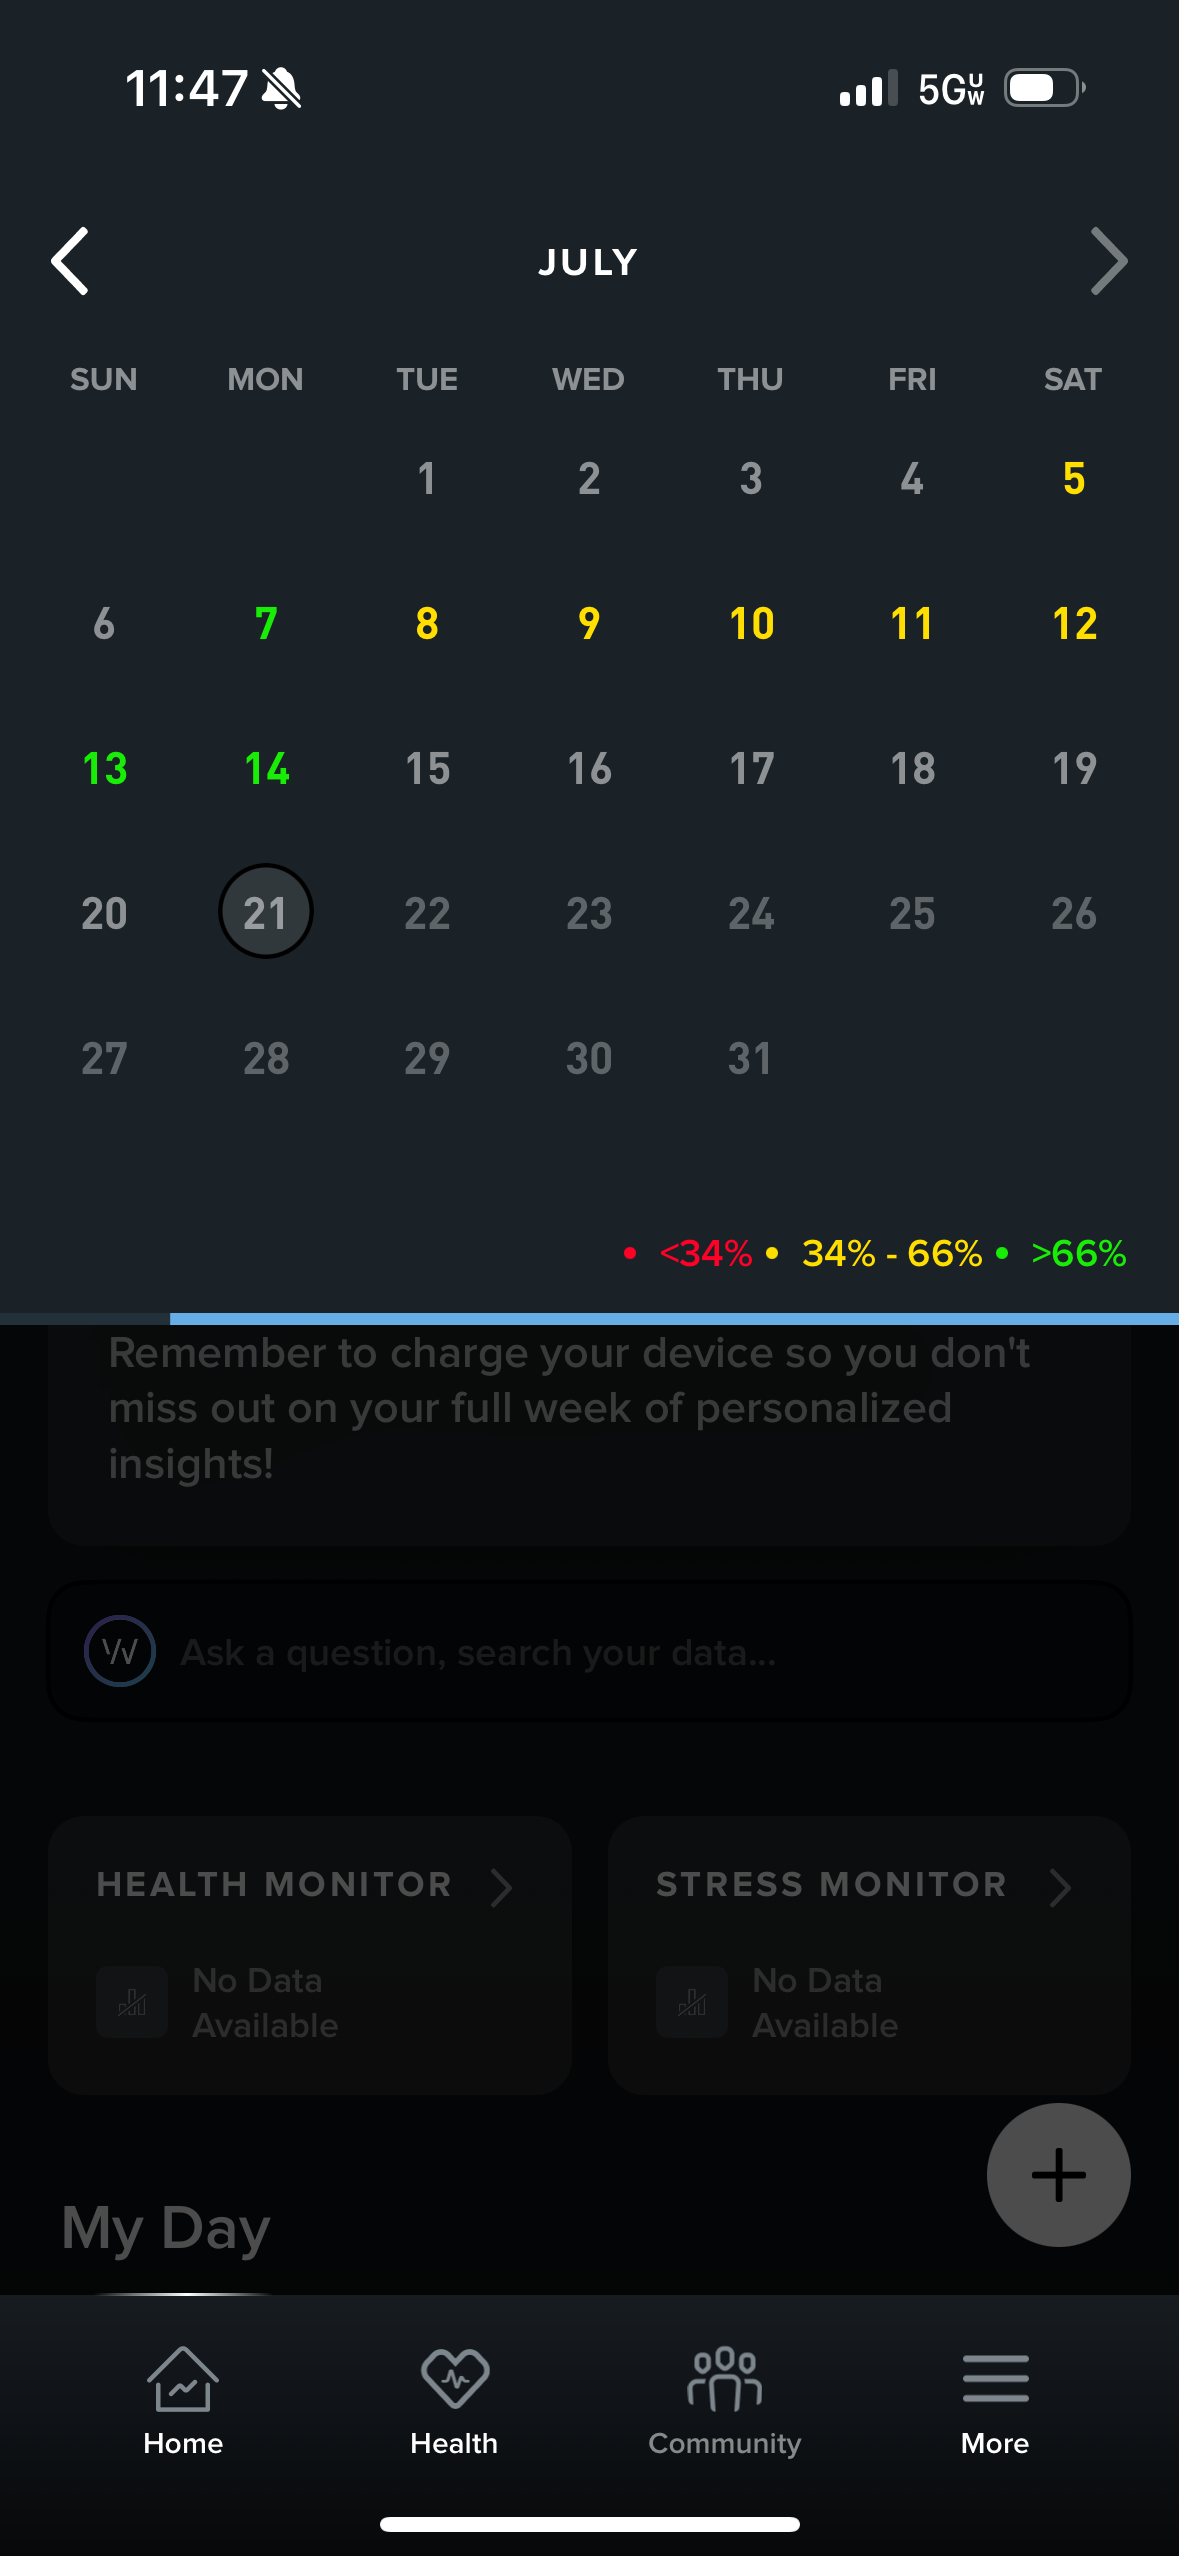 11:47
5G UW
JULY
SUN MON TUE WED THU FRI SAT
1 2 3 4 5
6 7 8 9 10 11 12
13 14 15 16 17 18 19
20 21 22 23 24 25 26
27 28 29 30 31
• <34% • 34% - 66% • >66%
Remember to charge your device so you don't
miss out on your full week of personalized
insights!
W Ask a question, search your data...
HEALTH MONITOR
No Data
Available
STRESS MONITOR
No Data
Available
My Day
Home Health Community More